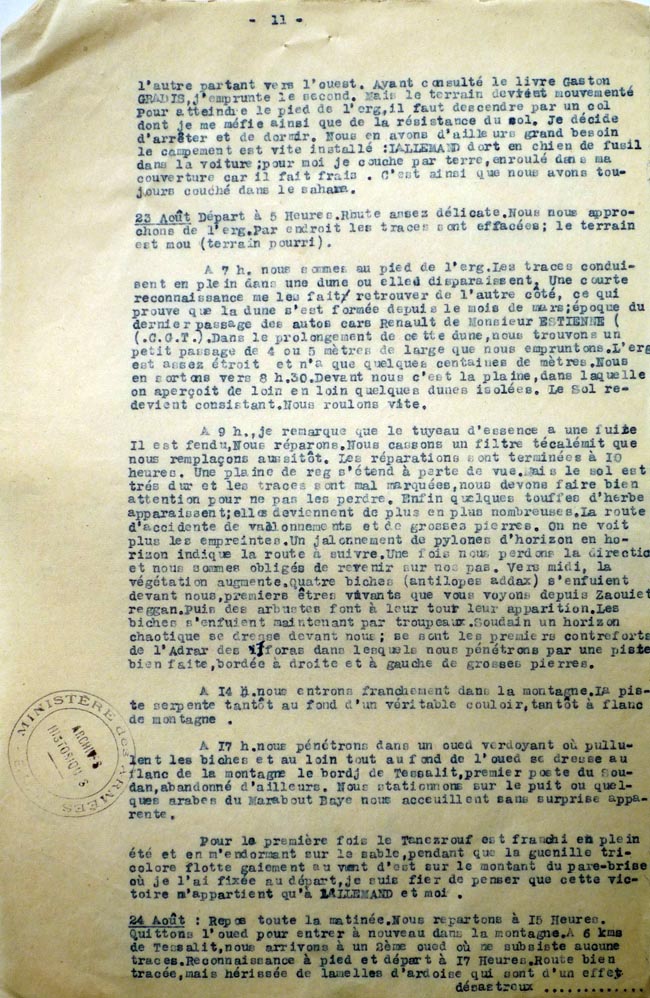 - 11 -
l'autre partant vers l'ouest. Ayant consulté le livre Gaston
GRADIS,j'emprunte le second. Mais le terrain devient mouvementé
Pour atteindre le pied de l'erg,il faut descendre par un col
dont je me méfie ainsi que de la résistance du sol. Je décide
d'arrêter et de dormir. Nous en avons d'ailleurs grand besoin
le campement est vite installé :LALLEMAND dort en chien de fusil
dans la voiture;pour moi je couche par terre,enroulé dans ma
couverture car il fait frais . C'est ainsi que nous avons tou-
jours couché dans le sahara.
23 Août Départ à 5 Heures.Route assez délicate.Nous nous appro-
chons de l'erg.Par endroit les traces sont effacées; le terrain
est mou (terrain pourri).
A 7 h. nous sommes au pied de l'erg.Les traces condui-
sent en plein dans une dune ou elled disparaissent. Une courte
reconnaissance me les fait/ retrouver de l'autre côté, ce qui
prouve que la dune s'est formée depuis le mois de mars;époque du
dernier passage des autos cars Renault de Monsieur ESTIENNE (
(.C.G.T.).Dans le prolongement de cette dune,nous trouvons un
petit passage de 4 ou 5 mètres de large que nous empruntons.L'erg
est assez étroit et n'a que quelques centaines de mètres.Nous
en sortons vers 8 h.30.Devant nous c'est la plaine,dans laquelle
on aperçoit de loin en loin quelques dunes isolées. Le sol re-
devient consistant.Nous roulons vite.
A 9 h.,je remarque que le tuyeau d'essence a une fuite
Il est fendu,Nous réparons.Nous cassons un filtre técalémit que
nous remplaçons aussitôt. Les réparations sont terminées à 10
heures. Une plaine de reg s'étend à perte de vue.Mais le sol est
trés dur et les traces sont mal marquées,nous devons faire bien
attention pour ne pas les perdre. Enfin quelques touffes d'herbe
apparaissent;elles deviennent de plus en plus nombreuses.La route
d'accidente de vallonnements et de grosses pierres. On ne voit
plus les empreintes.Un jalonnement de pylones d'horizon en ho-
rizon indique la route à suivre.Une fois nous perdons la directio
et nous sommes obligés de revenir sur nos pas. Vers midi, la
végétation augmente.quatre biches (antilopes addax) s'enfuient
devant nous,premiers êtres vivants que vous voyons depuis Zaouiet
reggan.Puis des arbustes font à leur tour leur apparition.Les
biches s'enfuient maintenant par troupeaux.Soudain un horizon
chaotique se dresse devant nous; se sont les premiers contreforts
de l'Adrar des Ifforas dans lesquels nous pénétrons par une piste
bien faite,bordée à droite et à gauche de grosses pierres.
A 14 h.nous entrons franchement dans la montagne.La pis-
te serpente tantôt au fond d'un véritable couloir,tantôt à flanc
de montagne .
A 17 h.nous pénétrons dans un oued verdoyant où pullu-
lent les biches et au loin tout au fond de l'oued se dresse au
flanc de la montagne le bordj de Tessalit,premier poste du Sou-
dan,abandonné d'ailleurs. Nous stationnons sur le puit ou quel-
ques arabes du Marabout Baye nous acceuillent sans surprise appa-
rente.
Pour le première fois le Tanezrouf est franchi en plein
été et en m'endormant sur le sable,pendant que la guenille tri-
colore flotte gaiement au vent d'est sur le montant du pare-brise
où je l'ai fixée au départ,je suis fier de penser que cette vic-
toire m'appartient qu'à LALLEMAND et moi .
24 Août : Repos toute la matinée.Nous repartons à 15 Heures.
Quittons l'oued pour entrer à nouveau dans la montagne.A 6 kms
de Tessalit,nous arrivons à un 2ème oued où ne subsiste aucune
traces.Reconnaissance à pied et départ à 17 Heures.Route bien
tracée,mais hérissée de lamelles d'ardoise qui sont d'un effet
désastreux .............
MINISTÈRE des ARMÉES
ARCHIVES
HISTORIQUES